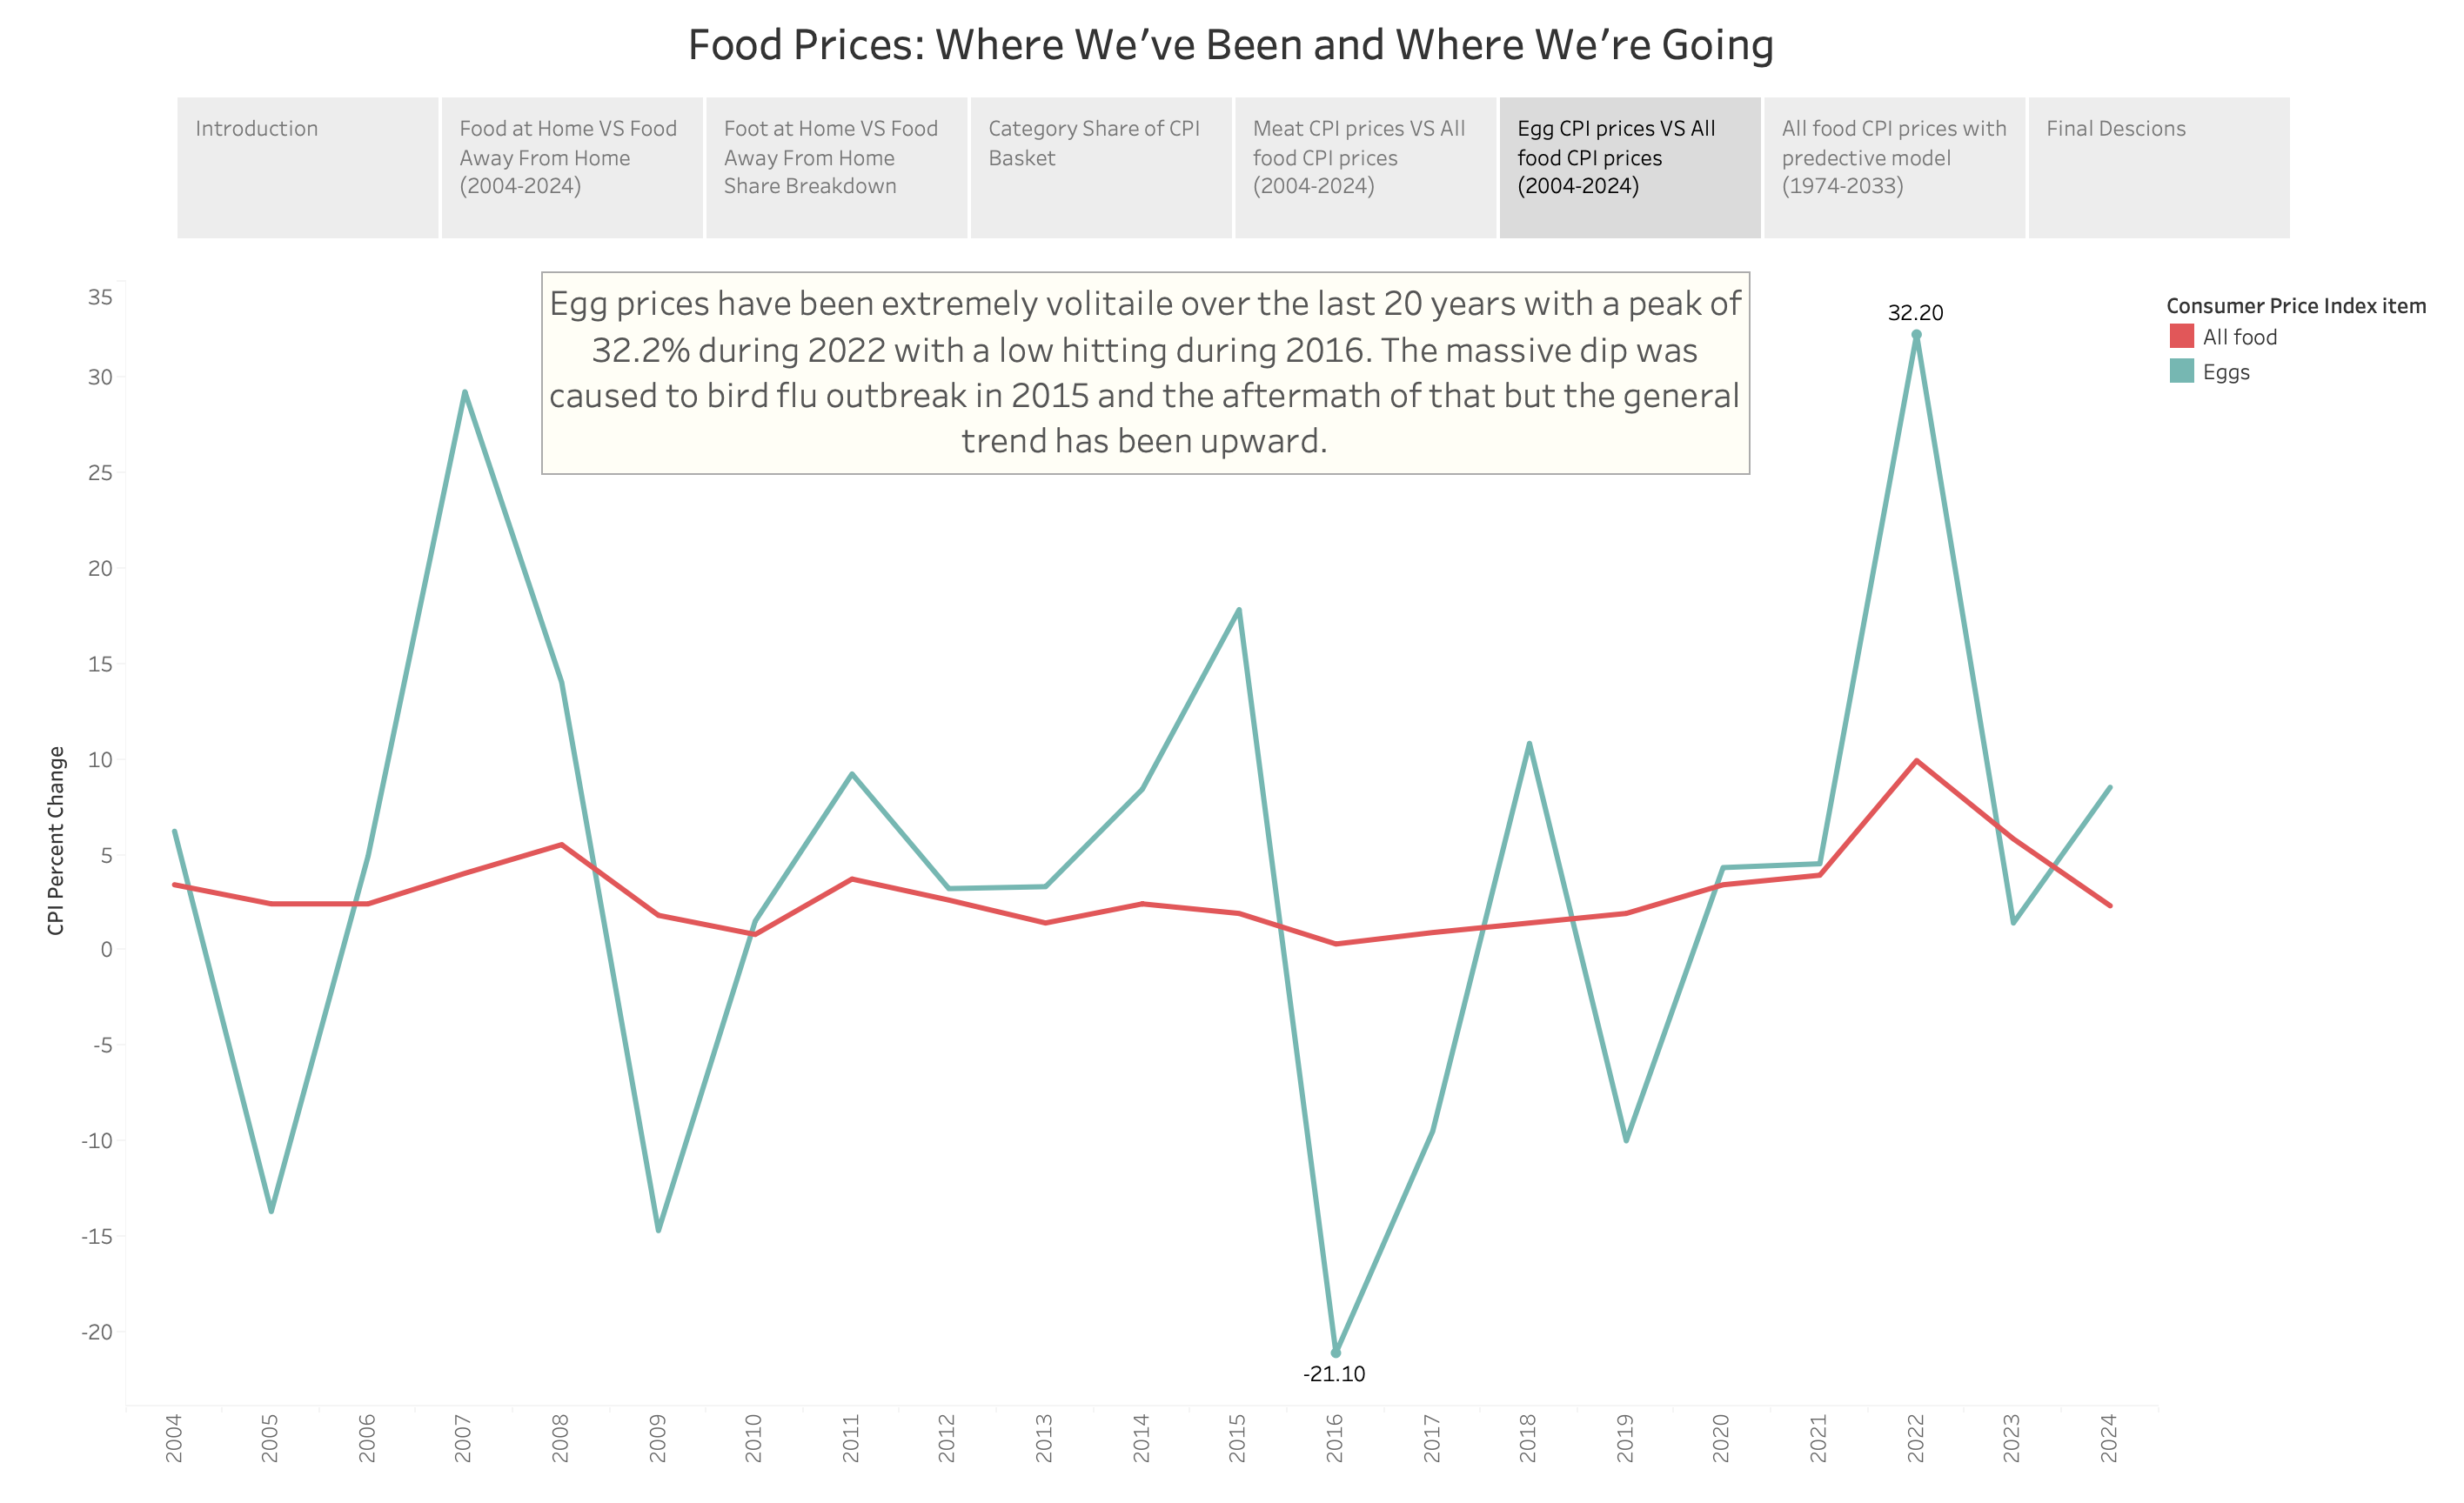 Food Prices: Where We’ve Been and Where We’re Going
Introduction
Food at Home VS Food
Away From Home
(2004-2024)
Foot at Home VS Food
Away From Home
Share Breakdown
Category Share of CPI
Basket
Meat CPI prices VS All
food CPI prices
(2004-2024)
Egg CPI prices VS All
food CPI prices
(2004-2024)
All food CPI prices with
predective model
(1974-2033)
Final Descions
Egg prices have been extremely volitaile over the last 20 years with a peak of
32.2% during 2022 with a low hitting during 2016. The massive dip was
caused to bird flu outbreak in 2015 and the aftermath of that but the general
trend has been upward.
Consumer Price Index item
All food
Eggs
CPI Percent Change
35
30
25
20
15
10
5
0
-5
-10
-15
-20
32.20
-21.10
2004
2005
2006
2007
2008
2009
2010
2011
2012
2013
2014
2015
2016
2017
2018
2019
2020
2021
2022
2023
2024